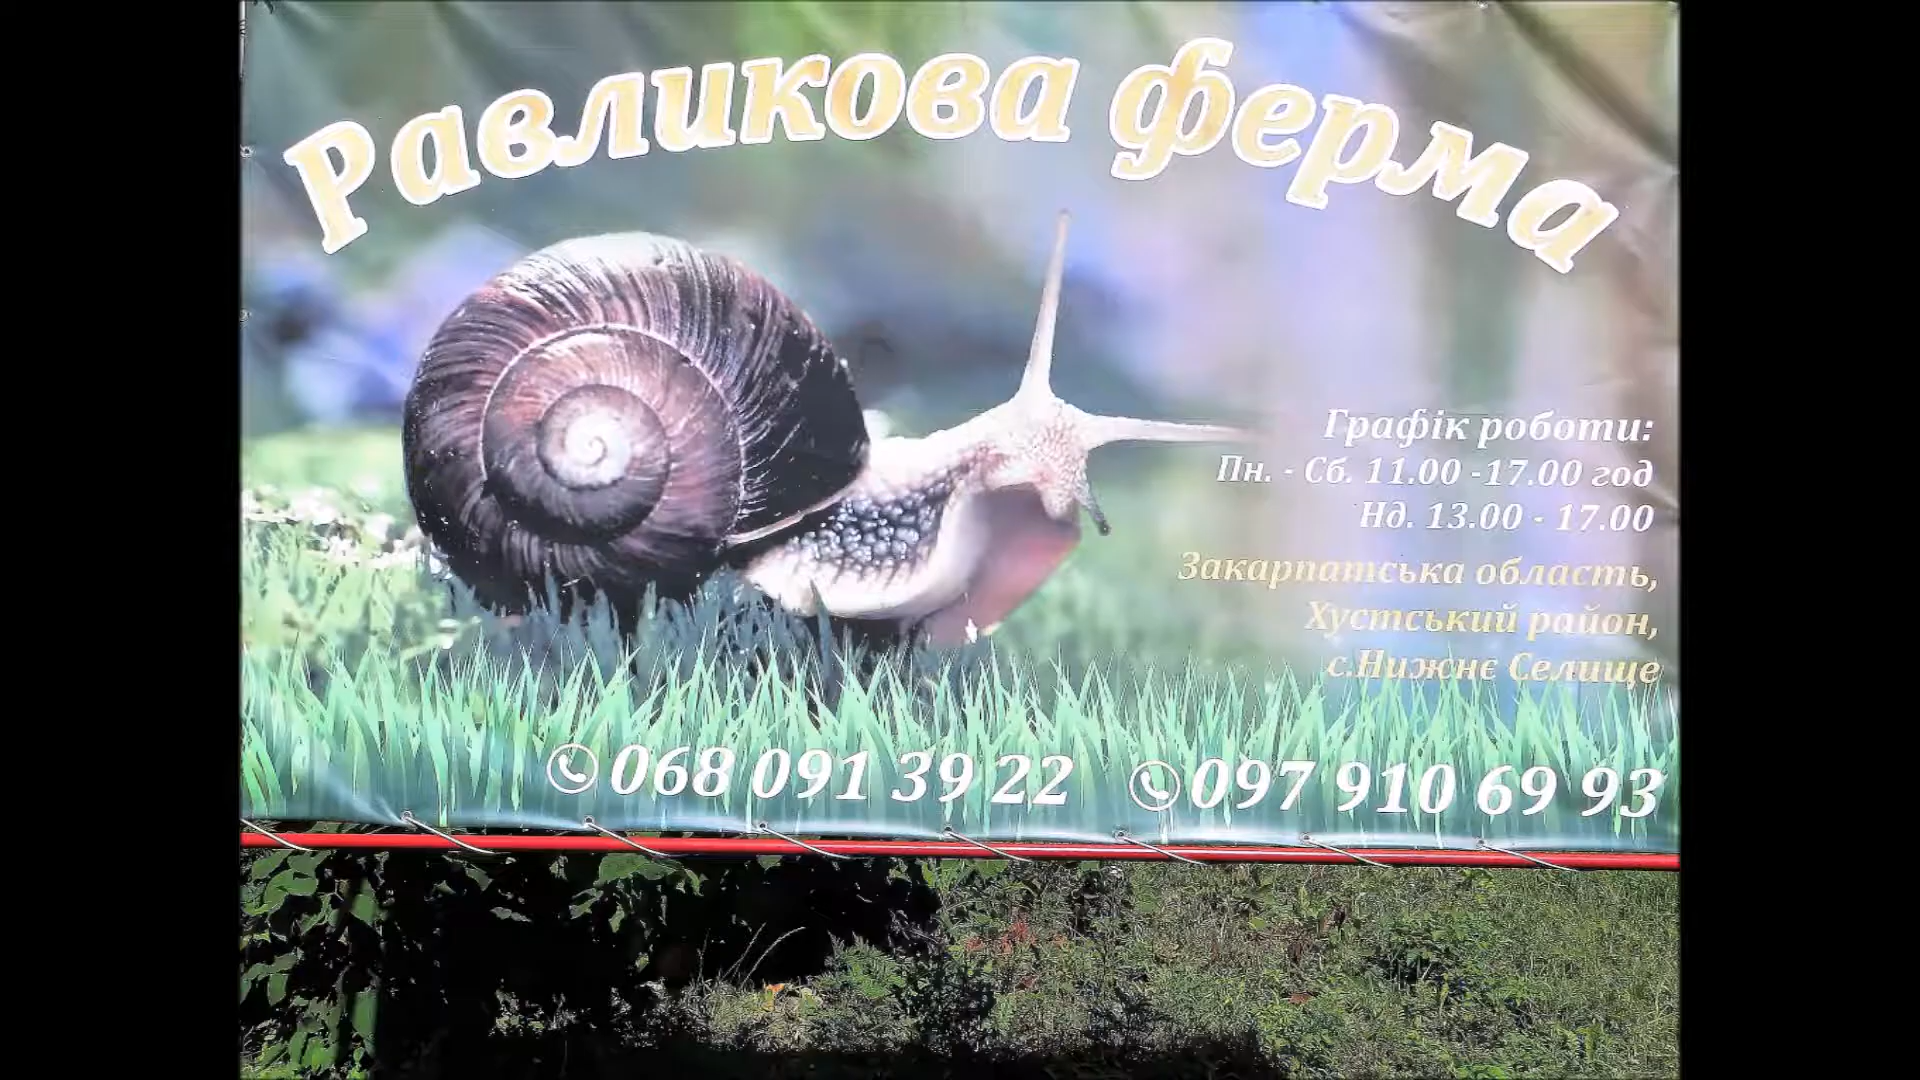 Равликова ферма
Графік роботи:
Пн. - Сб. 11.00 -17.00 год
Нд. 13.00 - 17.00
Закарпатська область,
Хустський район,
с.Нижнє Селище
068 091 39 22
097 910 69 93